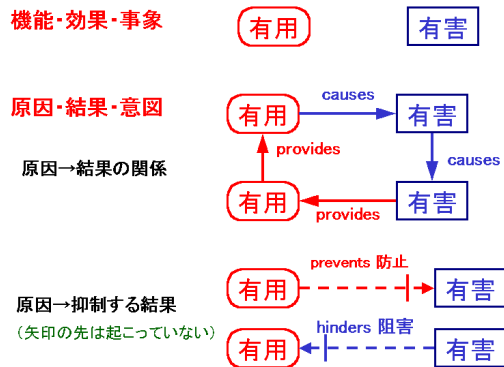 機能・効果・事象
有用
有害
causes
原因・結果・意図
有用
有害
provides
causes
原因→結果の関係
有用
有害
provides
prevents 防止
有用
有害
原因→抑制する結果
hinders 阻害
(矢印の先は起こっていない)
有用
有害